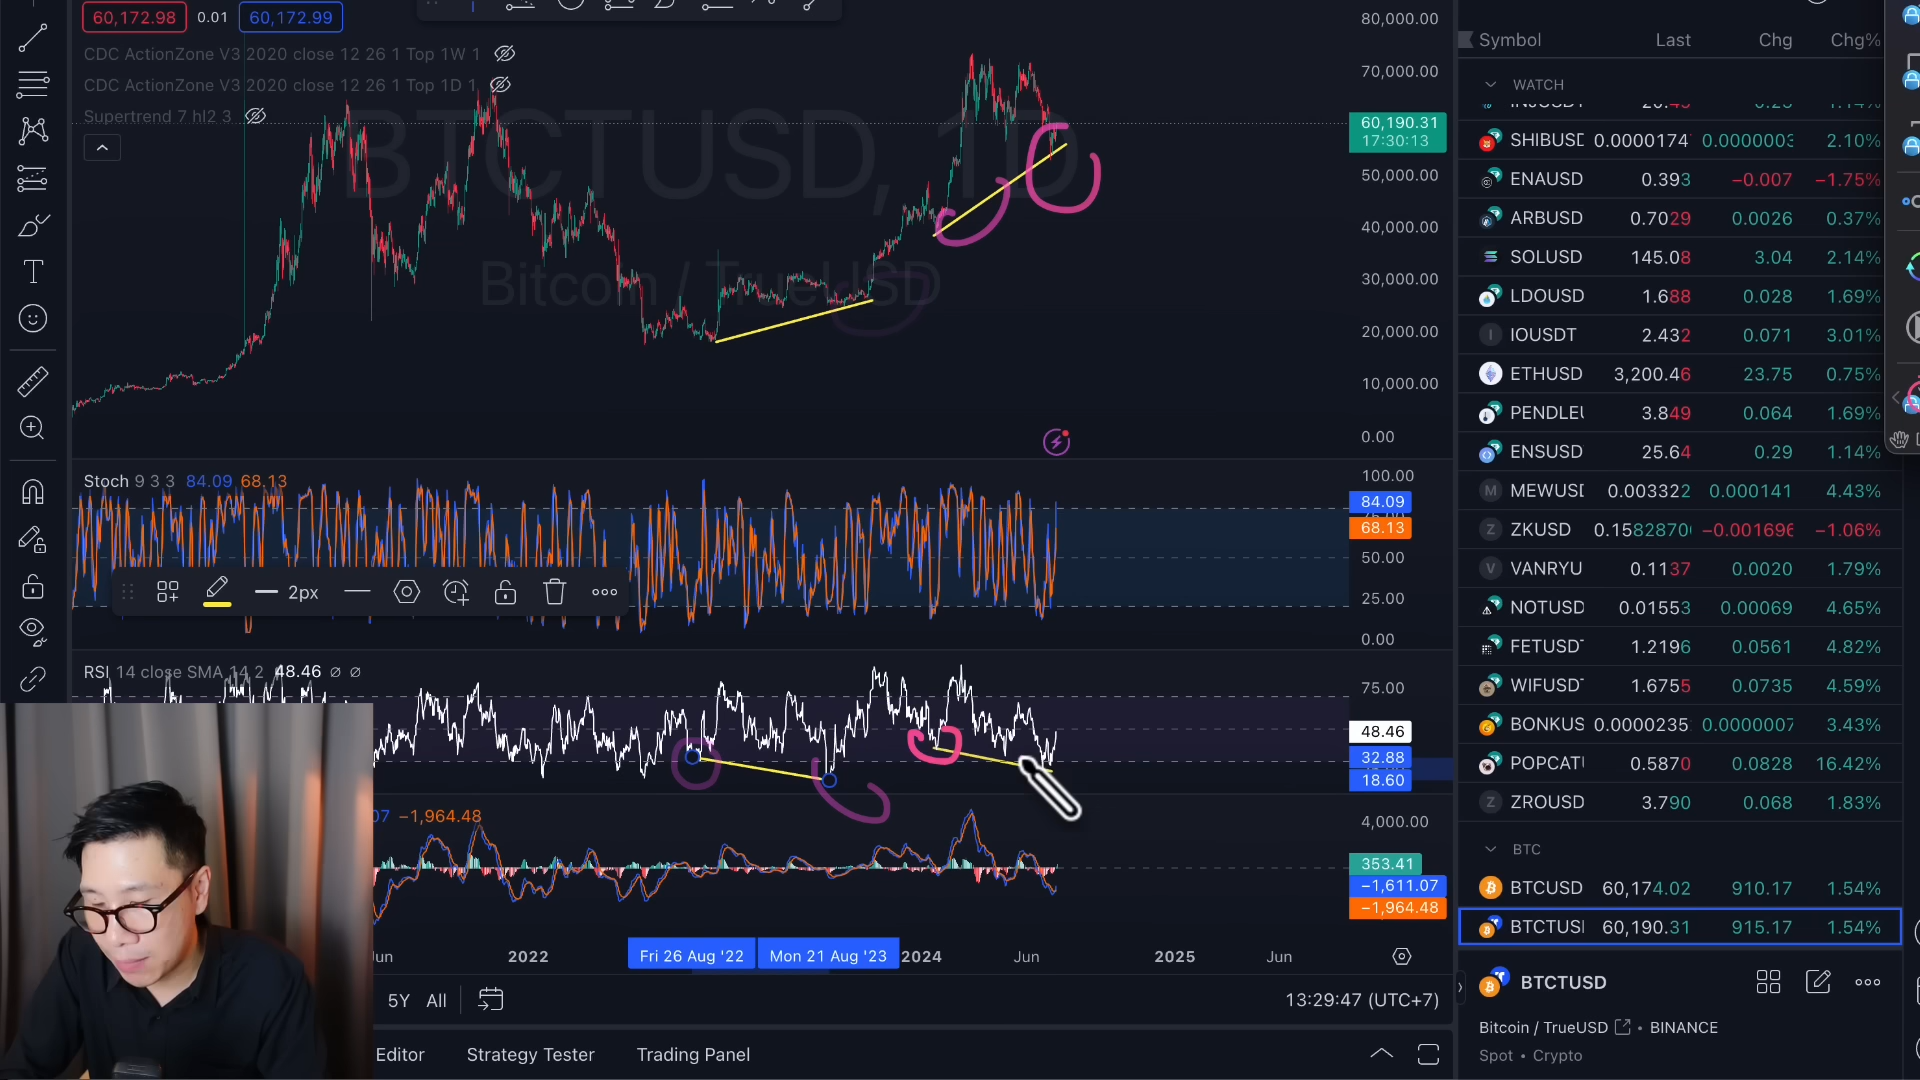 60,172.98 0.01 60,172.99
CDC ActionZone V3 2020 close 12 26 1 Top 1W 1
CDC ActionZone V3 2020 close 12 26 1 Top 1D 1
Supertrend 7 hl2 3
BTCTUSD, 1D
Bitcoin / TrueUSD
80,000.00
70,000.00
60,190.31
17:30:13
50,000.00
40,000.00
30,000.00
20,000.00
10,000.00
0.00
Stoch 9 3 3 84.09 68.13
100.00
84.09
68.13
50.00
25.00
0.00
2px
RSI 14 close SMA 14 2 48.46 ∅ ∅
75.00
48.46
32.88
18.60
07 −1,964.48
4,000.00
353.41
−1,611.07
−1,964.48
2022 Fri 26 Aug '22 Mon 21 Aug '23 2024 Jun 2025 Jun
5Y All 13:29:47 (UTC+7)
Editor Strategy Tester Trading Panel
Symbol Last Chg Chg%
WATCH
SHIBUSD 0.0000174 0.0000003 2.10%
ENAUSD 0.393 −0.007 −1.75%
ARBUSD 0.7029 0.0026 0.37%
SOLUSD 145.08 3.04 2.14%
LDOUSD 1.688 0.028 1.69%
IOUSDT 2.432 0.071 3.01%
ETHUSD 3,200.46 23.75 0.75%
PENDLEU 3.849 0.064 1.69%
ENSUSD 25.64 0.29 1.14%
MEWUSD 0.003322 0.000141 4.43%
ZKUSD 0.1582870 −0.001696 −1.06%
VANRYU 0.1137 0.0020 1.79%
NOTUSD 0.01553 0.00069 4.65%
FETUSDT 1.2196 0.0561 4.82%
WIFUSDT 1.6755 0.0735 4.59%
BONKUS 0.0000235 0.0000007 3.43%
POPCATU 0.5870 0.0828 16.42%
ZROUSD 3.790 0.068 1.83%
BTC
BTCUSD 60,174.02 910.17 1.54%
BTCTUSD 60,190.31 915.17 1.54%
BTCTUSD
Bitcoin / TrueUSD • BINANCE
Spot • Crypto